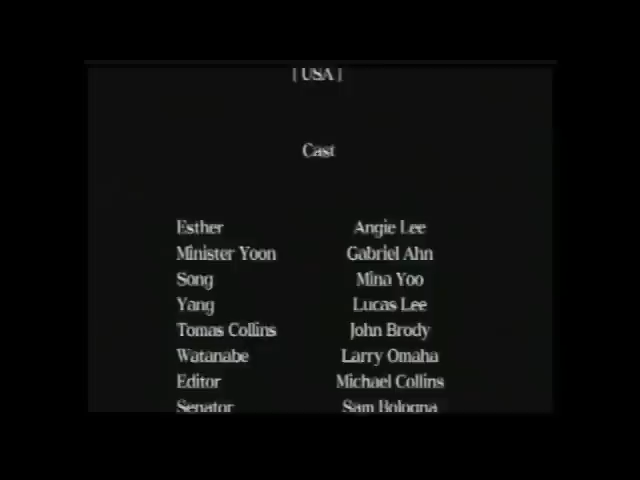 [ USA ]
Cast
Esther Angie Lee
Minister Yoon Gabriel Ahn
Song Mina Yoo
Yang Lucas Lee
Tomas Collins John Brody
Watanabe Larry Omaha
Editor Michael Collins
Senator Sam Bologna